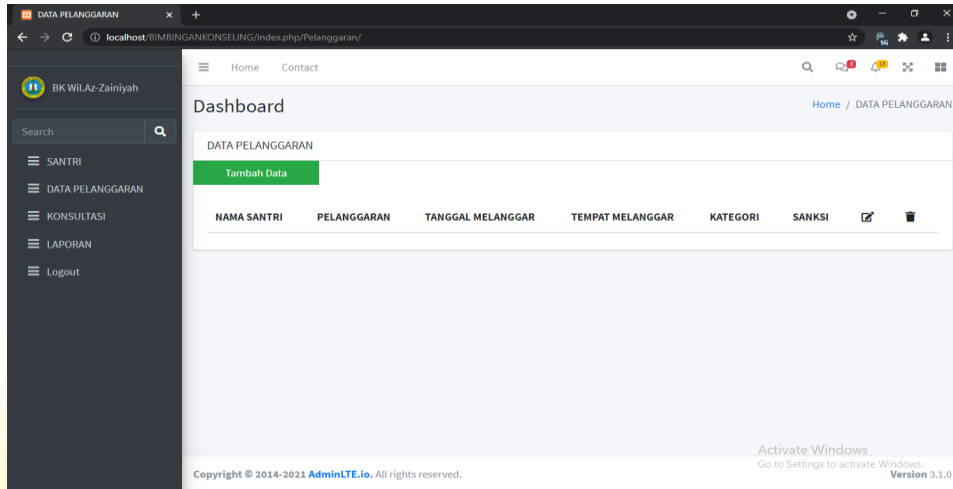 DATA PELANGGARAN
localhost/BIMBINGANKONSELING/index.php/Pelanggaran/
BK Wil.Az-Zainiyah
Search
SANTRI
DATA PELANGGARAN
KONSULTASI
LAPORAN
Logout
Home Contact
Dashboard
Home / DATA PELANGGARAN
DATA PELANGGARAN
Tambah Data
NAMA SANTRI PELANGGARAN TANGGAL MELANGGAR TEMPAT MELANGGAR KATEGORI SANKSI
Activate Windows
Go to Settings to activate Windows.
Copyright © 2014-2021 AdminLTE.io. All rights reserved.
Version 3.1.0